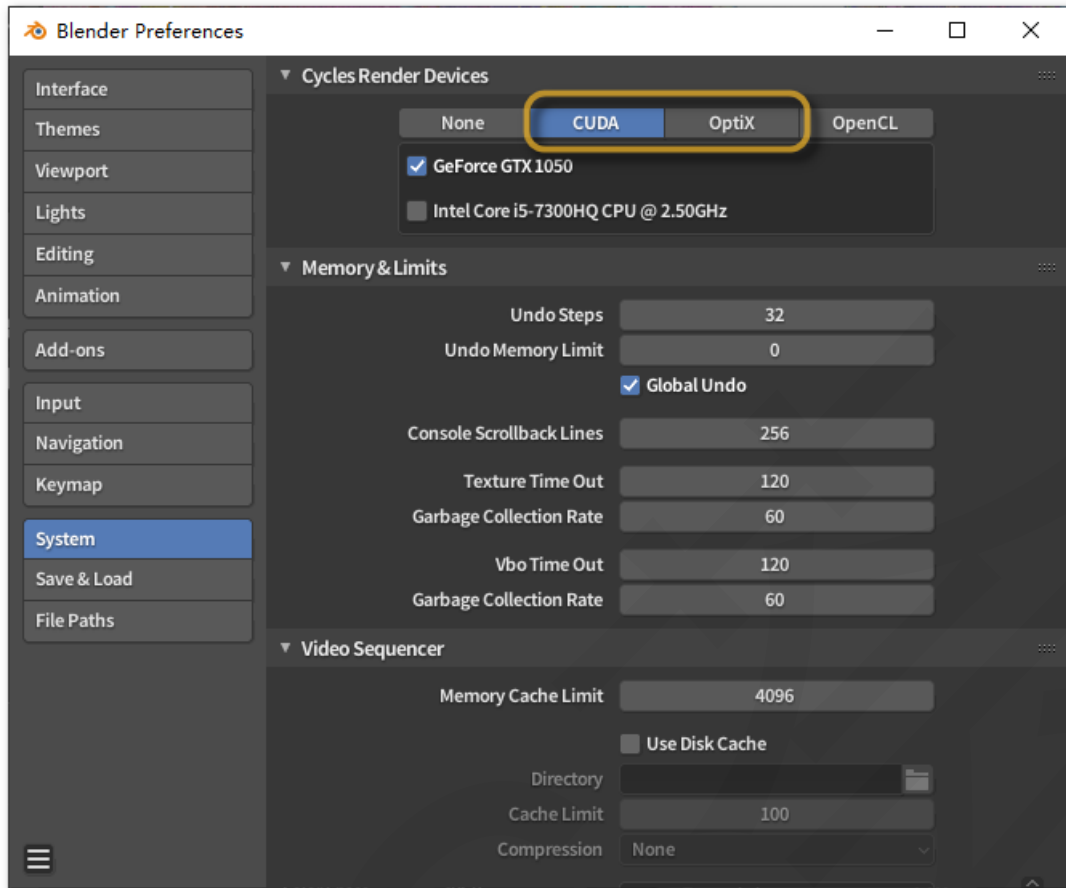 Blender Preferences
Interface
Themes
Viewport
Lights
Editing
Animation
Add-ons
Input
Navigation
Keymap
System
Save & Load
File Paths
Cycles Render Devices
None CUDA OptiX OpenCL
GeForce GTX 1050
Intel Core i5-7300HQ CPU @ 2.50GHz
Memory & Limits
Undo Steps 32
Undo Memory Limit 0
Global Undo
Console Scrollback Lines 256
Texture Time Out 120
Garbage Collection Rate 60
Vbo Time Out 120
Garbage Collection Rate 60
Video Sequencer
Memory Cache Limit 4096
Use Disk Cache
Directory
Cache Limit 100
Compression None